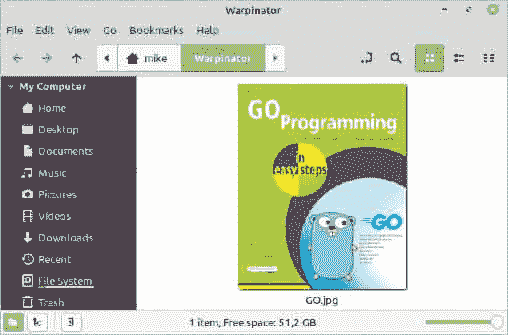 Warpinator
File Edit View Go Bookmarks Help
mike Warpinator
My Computer
Home
Desktop
Documents
Music
Pictures
Videos
Downloads
Recent
File System
Trash
GO
Programming
in
easy steps
GO
GO.jpg
1 item, Free space: 51,2 GB